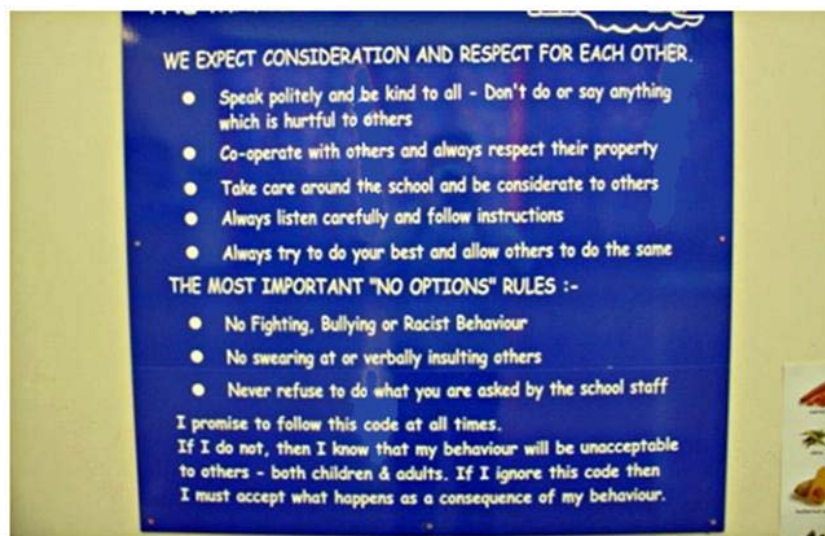 WE EXPECT CONSIDERATION AND RESPECT FOR EACH OTHER.
● Speak politely and be kind to all - Don't do or say anything
which is hurtful to others
● Co-operate with others and always respect their property
● Take care around the school and be considerate to others
● Always listen carefully and follow instructions
● Always try to do your best and allow others to do the same
THE MOST IMPORTANT "NO OPTIONS" RULES :-
● No Fighting, Bullying or Racist Behaviour
● No swearing at or verbally insulting others
● Never refuse to do what you are asked by the school staff
I promise to follow this code at all times.
If I do not, then I know that my behaviour will be unacceptable
to others - both children & adults. If I ignore this code then
I must accept what happens as a consequence of my behaviour.